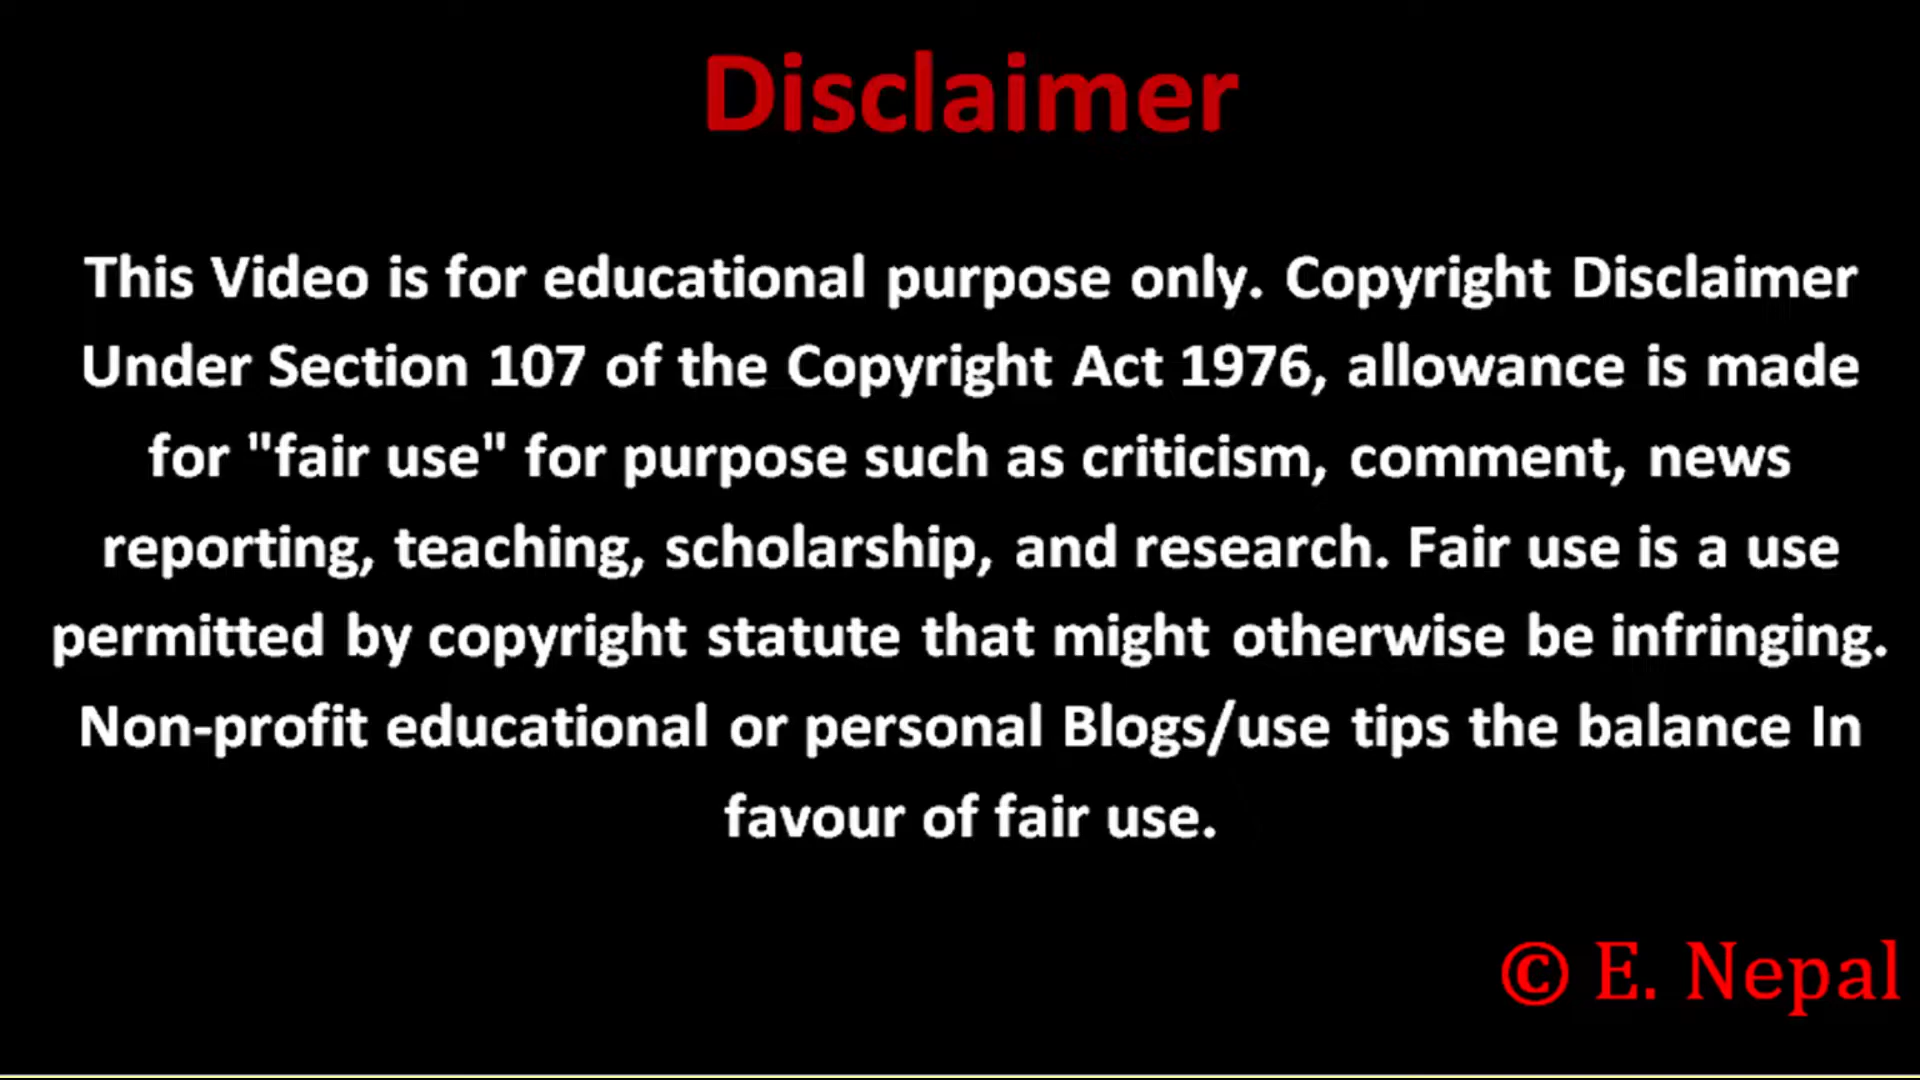 Disclaimer
This Video is for educational purpose only. Copyright Disclaimer
Under Section 107 of the Copyright Act 1976, allowance is made
for "fair use" for purpose such as criticism, comment, news
reporting, teaching, scholarship, and research. Fair use is a use
permitted by copyright statute that might otherwise be infringing.
Non-profit educational or personal Blogs/use tips the balance In
favour of fair use.
© E. Nepal